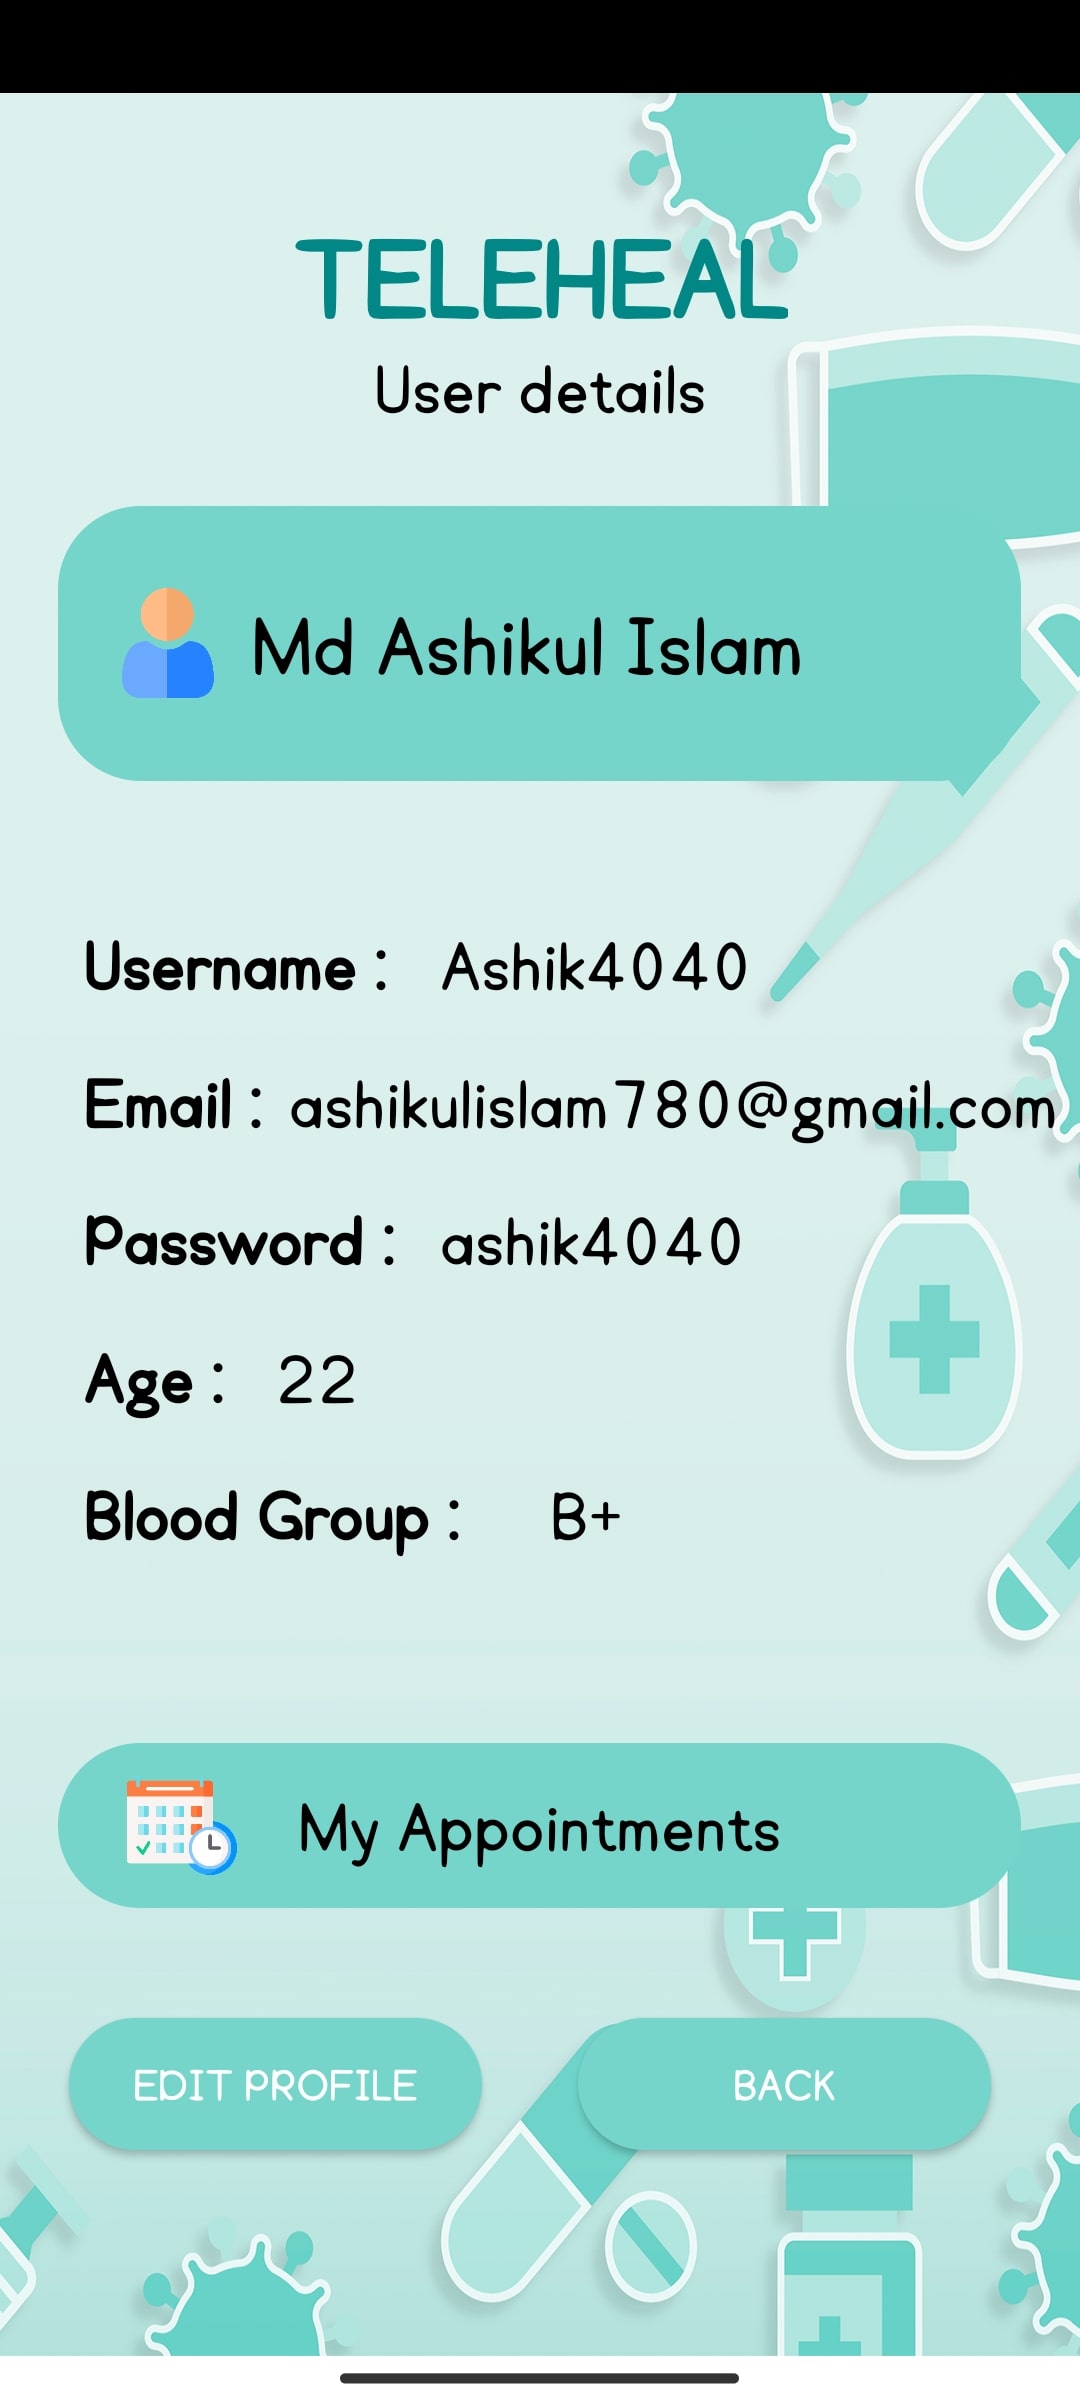 TELEHEAL
User details
Md Ashikul Islam
Username : Ashik4040
Email : ashikulislam780@gmail.com
Password : ashik4040
Age : 22
Blood Group : B+
My Appointments
EDIT PROFILE
BACK